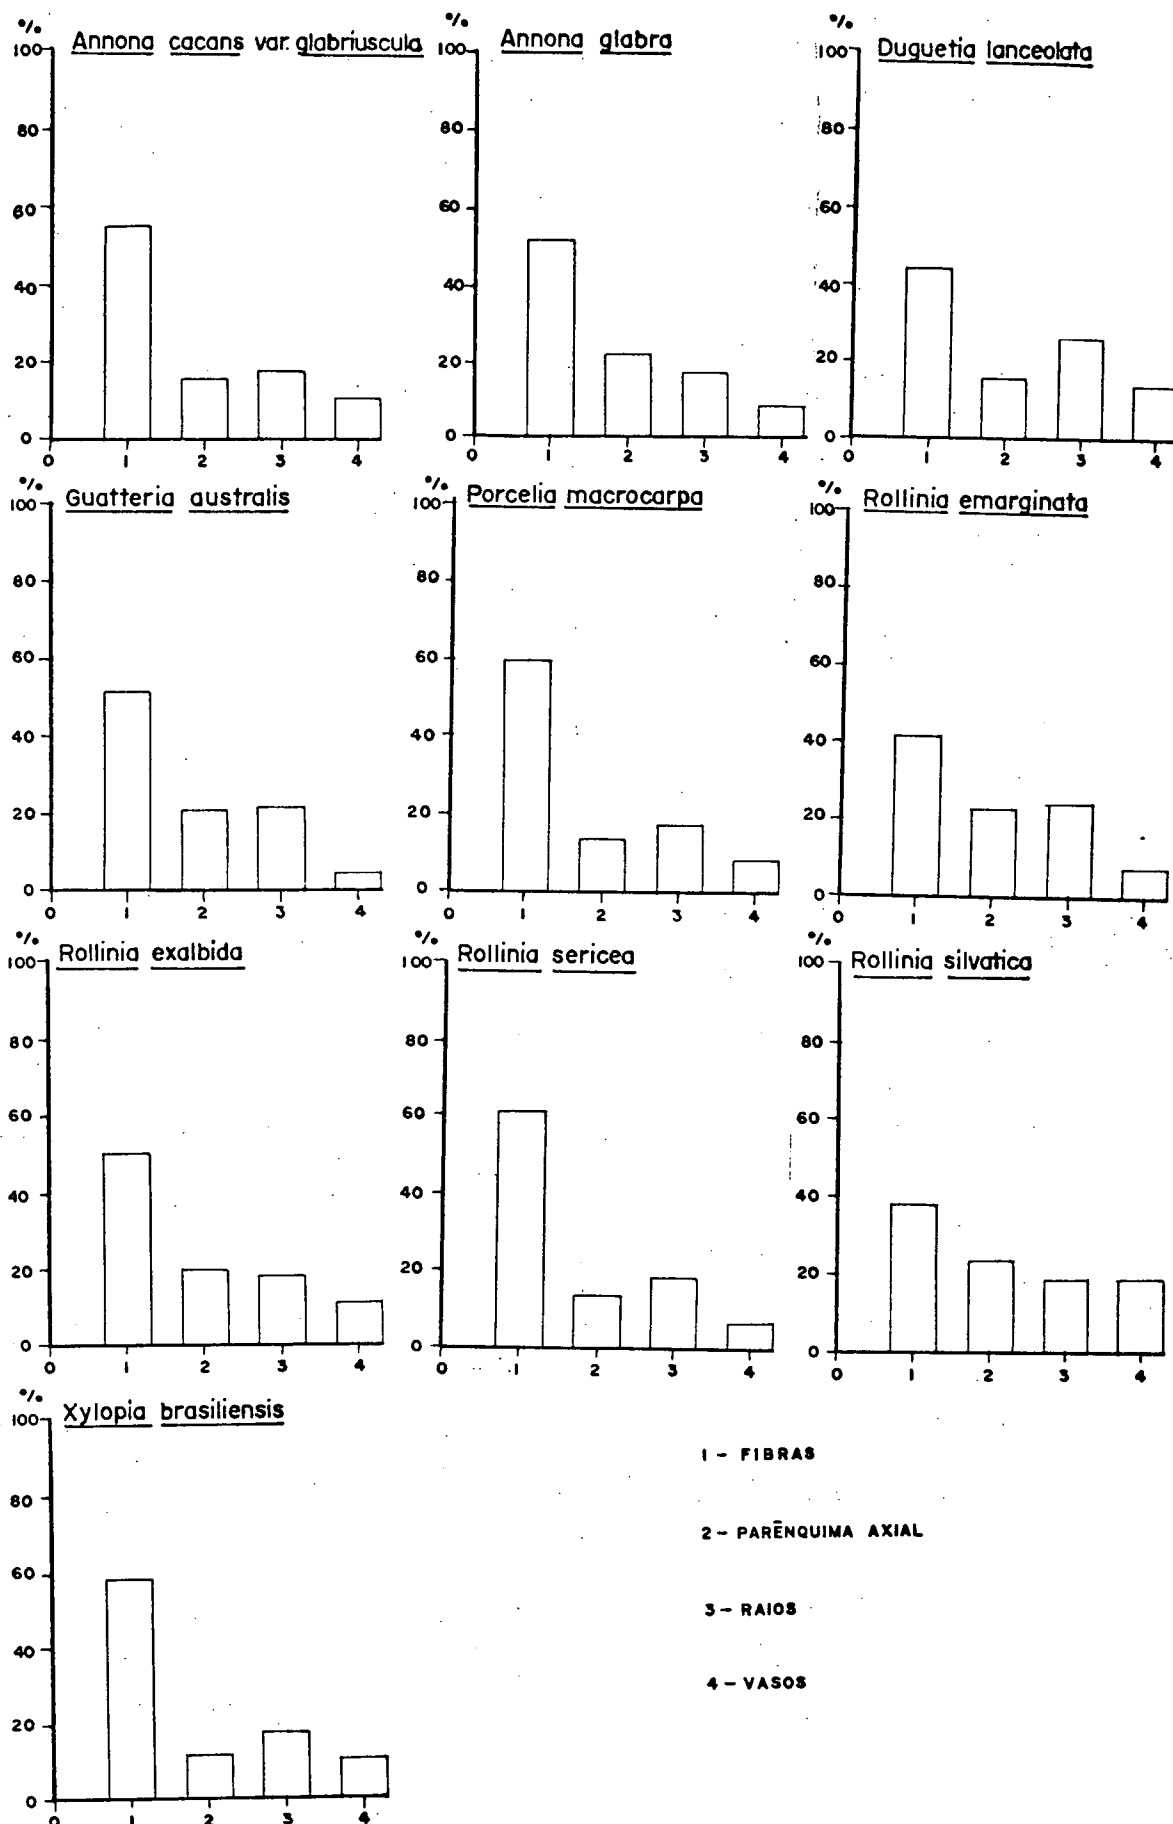 %
Annona cacans var. glabriuscula
100
80
60
40
20
0
0 1 2 3 4
%
Annona glabra
100
80
60
40
20
0
0 1 2 3 4
%
Duguetia lanceolata
100
80
60
40
20
0
0 1 2 3 4
%
Guatteria australis
100
80
60
40
20
0
0 1 2 3 4
%
Porcelia macrocarpa
100
80
60
40
20
0
0 1 2 3 4
%
Rollinia emarginata
100
80
60
40
20
0
0 1 2 3 4
%
Rollinia exalbida
100
80
60
40
20
0
0 1 2 3 4
%
Rollinia sericea
100
80
60
40
20
0
0 1 2 3 4
%
Rollinia silvatica
100
80
60
40
20
0
0 1 2 3 4
%
Xylopia brasiliensis
100
80
60
40
20
0
0 1 2 3 4
1 – FIBRAS
2 – PARÊNQUIMA AXIAL
3 – RAIOS
4 – VASOS